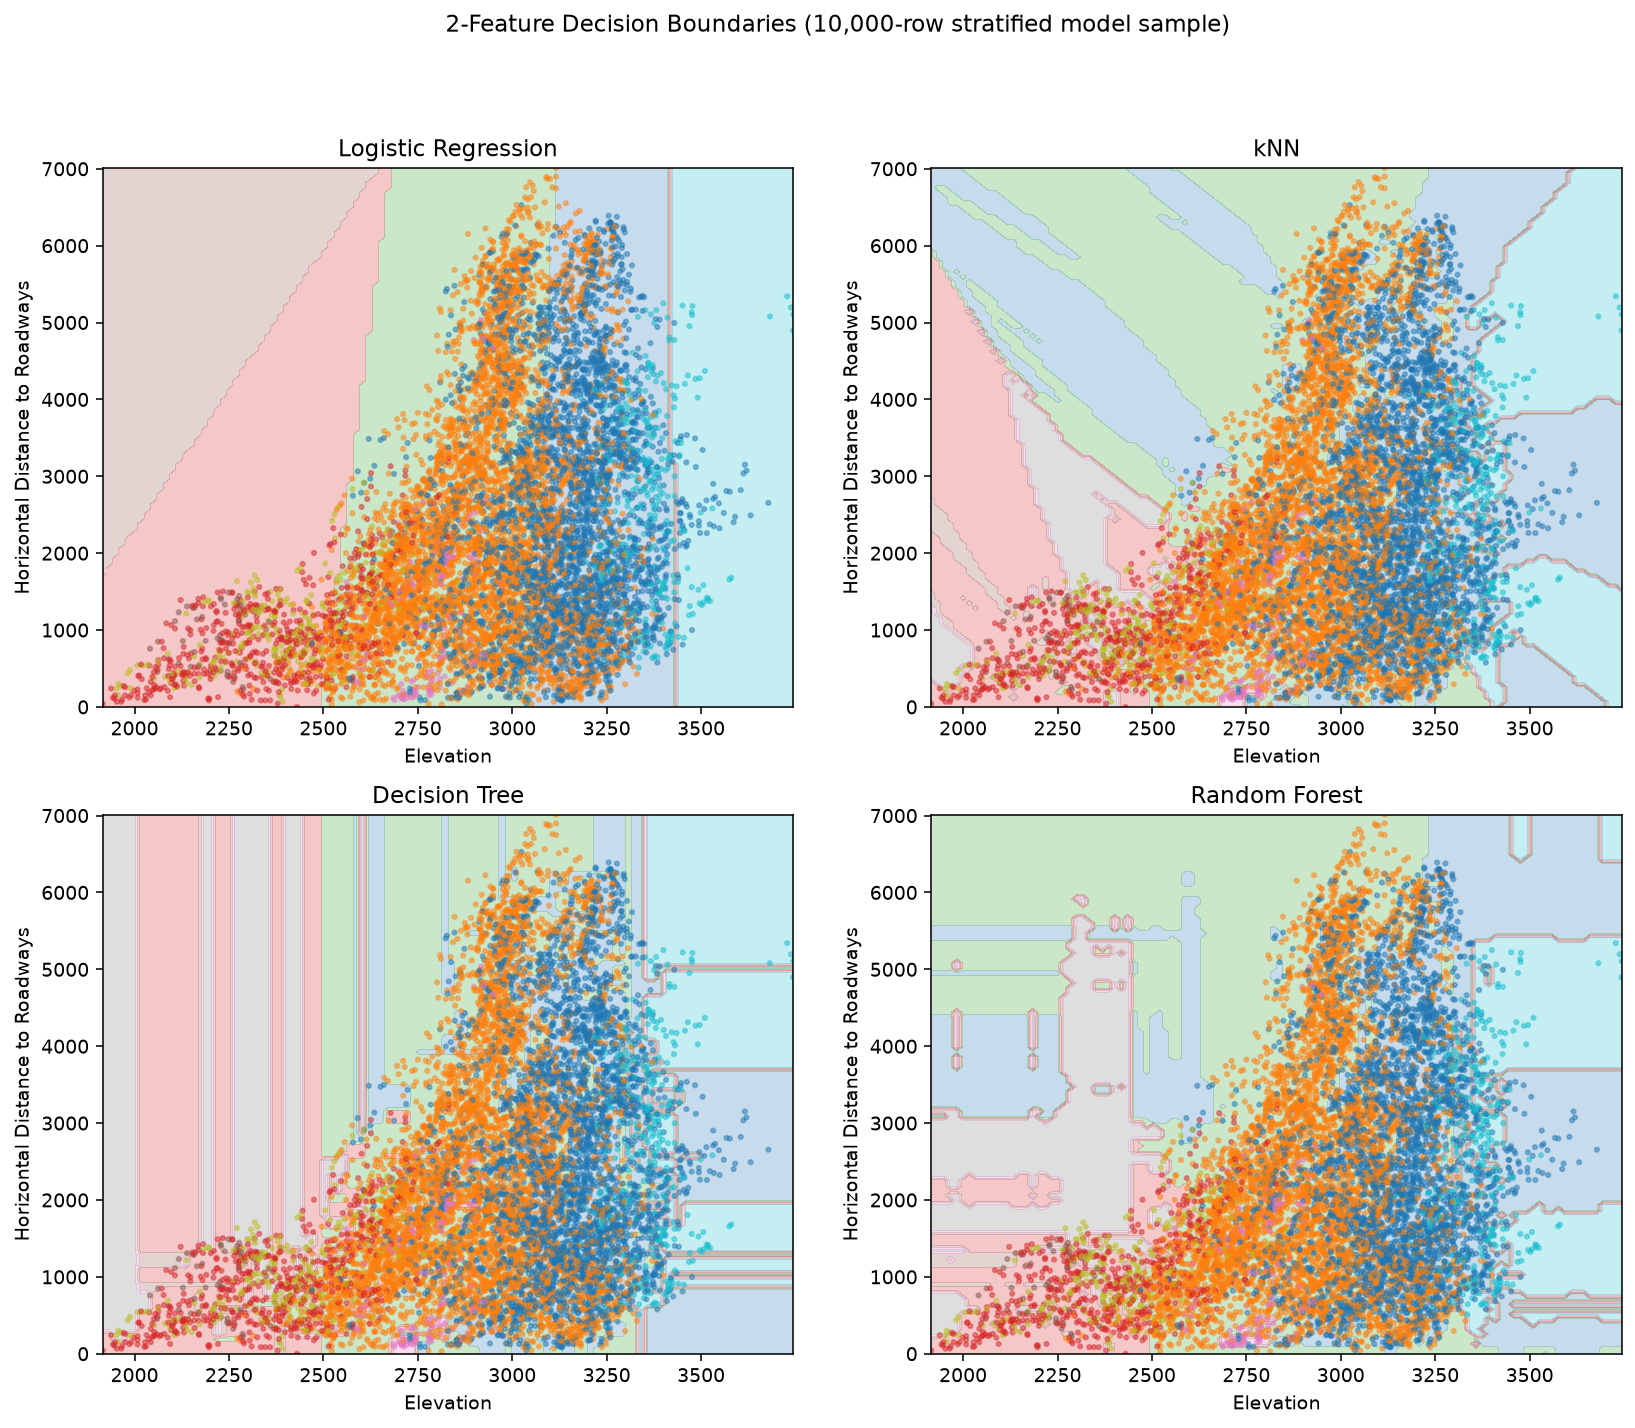 2-Feature Decision Boundaries (10,000-row stratified model sample)
Logistic Regression
7000
6000
5000
4000
3000
2000
1000
0
Horizontal Distance to Roadways
2000 2250 2500 2750 3000 3250 3500
Elevation
kNN
7000
6000
5000
4000
3000
2000
1000
0
Horizontal Distance to Roadways
2000 2250 2500 2750 3000 3250 3500
Elevation
Decision Tree
7000
6000
5000
4000
3000
2000
1000
0
Horizontal Distance to Roadways
2000 2250 2500 2750 3000 3250 3500
Elevation
Random Forest
7000
6000
5000
4000
3000
2000
1000
0
Horizontal Distance to Roadways
2000 2250 2500 2750 3000 3250 3500
Elevation